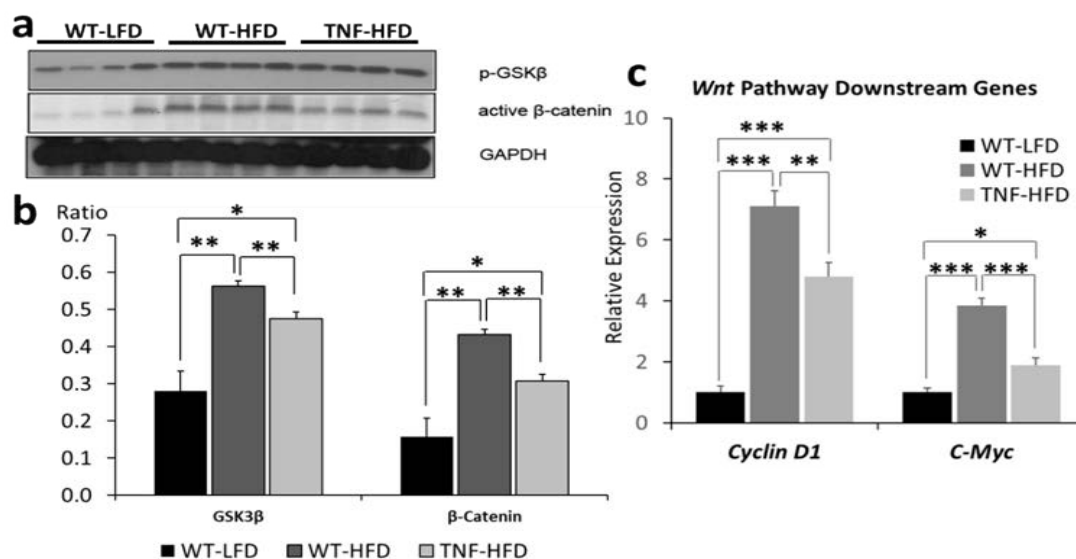 a
WT-LFD WT-HFD TNF-HFD
p-GSKβ
active β-catenin
GAPDH
b
Ratio
0.7
0.6
0.5
0.4
0.3
0.2
0.1
0.0
* ** **
* ** **
GSK3β β-Catenin
WT-LFD WT-HFD TNF-HFD
c
Wnt Pathway Downstream Genes
Relative Expression
10
8
6
4
2
0
WT-LFD
WT-HFD
TNF-HFD
***
*** **
*
*** ***
Cyclin D1 C-Myc